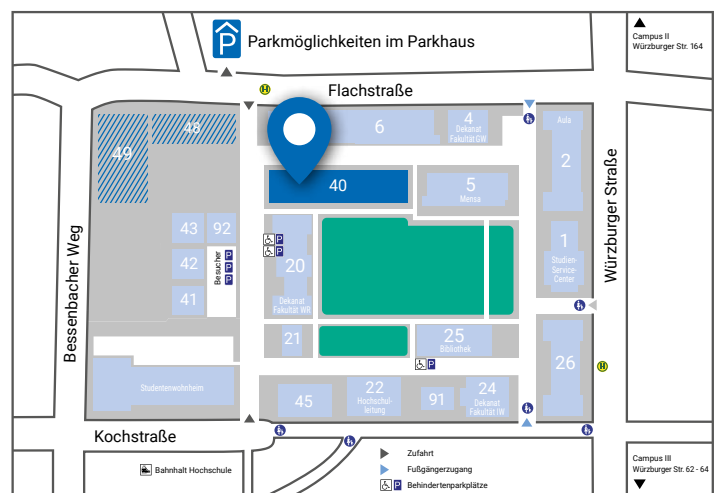 P
Parkmöglichkeiten im Parkhaus
Campus II
Würzburger Str. 164
H
Flachstraße
6
4
Dekanat
Fakultät GW
Aula
2
48
49
40
5
Mensa
Würzburger Straße
Bessenbacher Weg
43
92
42
41
Besucher
P
P
P
P
P
20
Dekanat
Fakultät WR
1
Studien-
Service-
Center
21
25
Bibliothek
P
26
H
Studentenwohnheim
45
22
Hochschul-
leitung
91
24
Dekanat
Fakultät IW
Kochstraße
Bahnhalt Hochschule
Zufahrt
Fußgängerzugang
P
Behindertenparkplätze
Campus III
Würzburger Str. 62 - 64